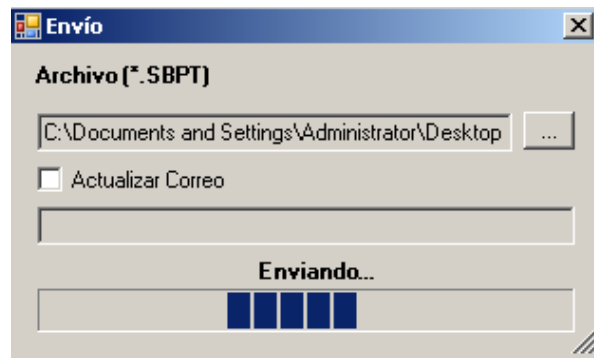 Envío
Archivo (*.SBPT)
C:\Documents and Settings\Administrator\Desktop
...
Actualizar Correo
Enviando...